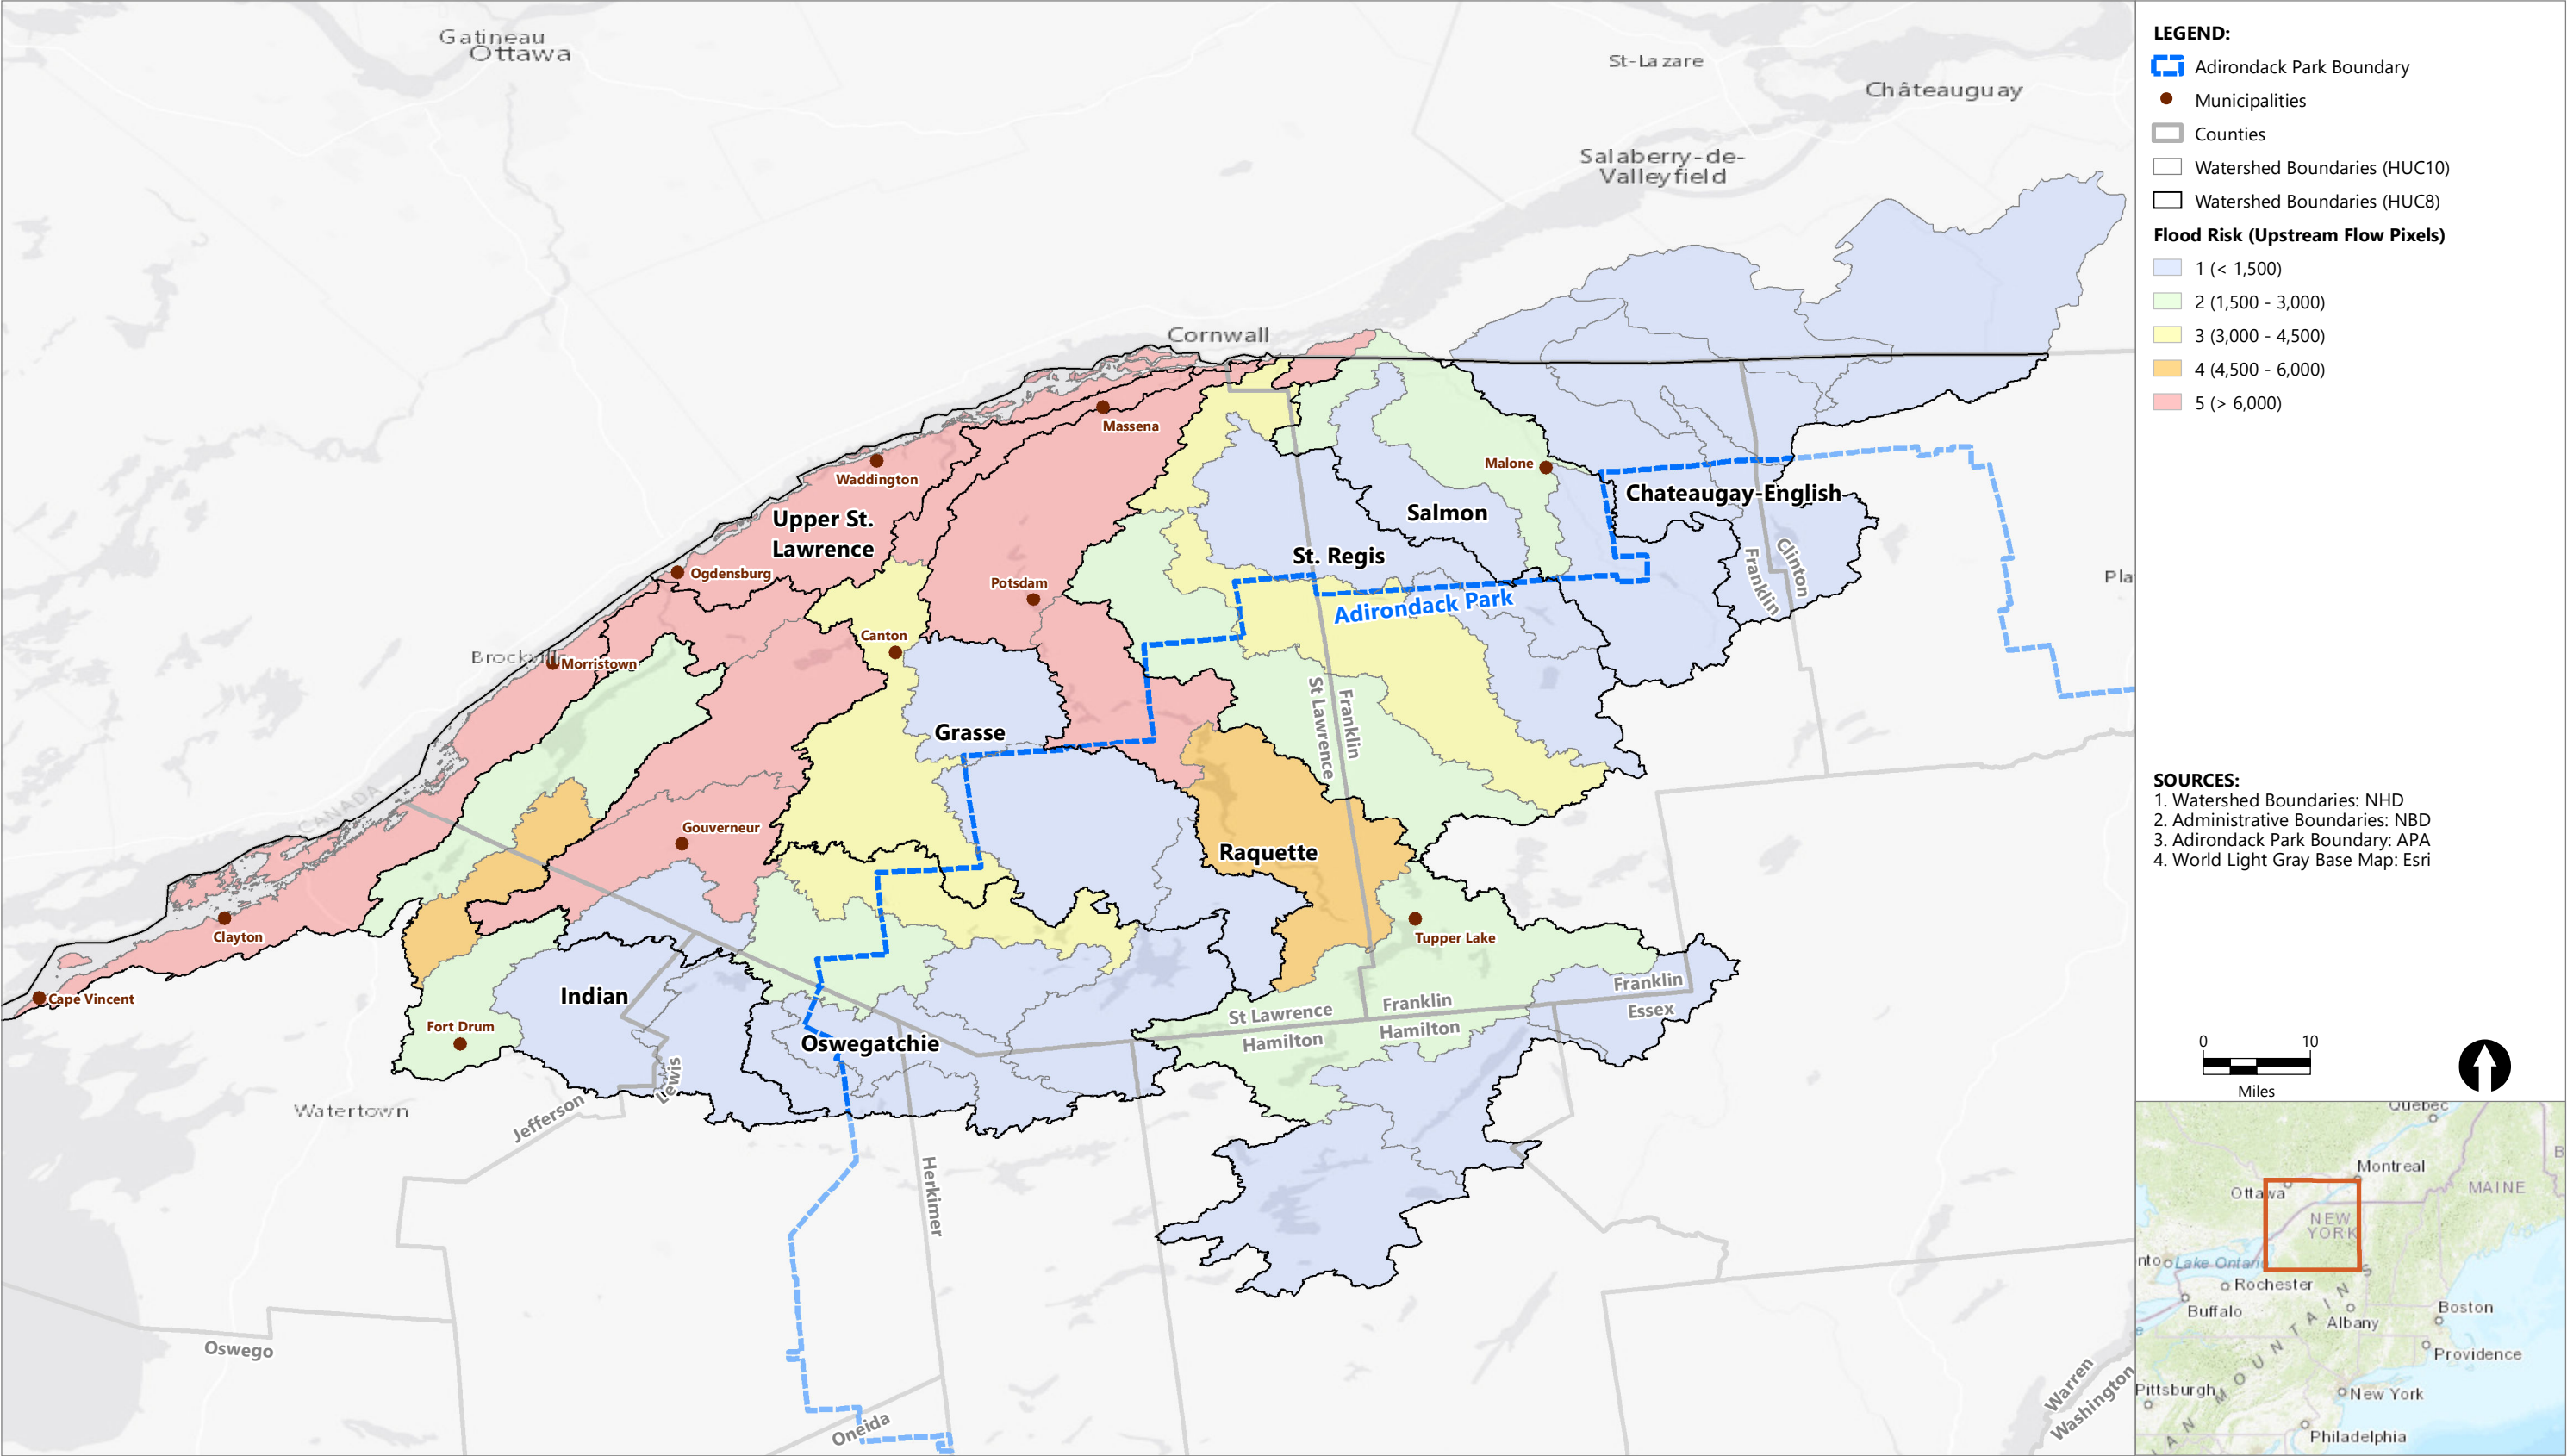 Gatineau
Ottawa
St-Lazare
Châteauguay
Salaberry-de-
Valleyfield
Cornwall
Massena
Waddington
Malone
Chateaugay-English
Upper St.
Lawrence
Salmon
St. Regis
Ogdensburg
Potsdam
Adirondack Park
Franklin
Clinton
Pla
Canton
Brockville
Morristown
St Lawrence
Franklin
Grasse
CANADA
Gouverneur
Raquette
Clayton
Tupper Lake
Cape Vincent
Indian
Franklin
Essex
Franklin
St Lawrence
Hamilton
Hamilton
Fort Drum
Oswegatchie
Lewis
Jefferson
Watertown
Herkimer
Oswego
Oneida
Warren
Washington
LEGEND:
Adirondack Park Boundary
Municipalities
Counties
Watershed Boundaries (HUC10)
Watershed Boundaries (HUC8)
Flood Risk (Upstream Flow Pixels)
1 (< 1,500)
2 (1,500 - 3,000)
3 (3,000 - 4,500)
4 (4,500 - 6,000)
5 (> 6,000)
SOURCES:
1. Watershed Boundaries: NHD
2. Administrative Boundaries: NBD
3. Adirondack Park Boundary: APA
4. World Light Gray Base Map: Esri
0 10
Miles
Quebec
Montreal
Ottawa
MAINE
NEW
YORK
nto
Lake Ontario
Rochester
Buffalo
Boston
Albany
Providence
Pittsburgh
New York
Philadelphia
AN MOUNTAINS